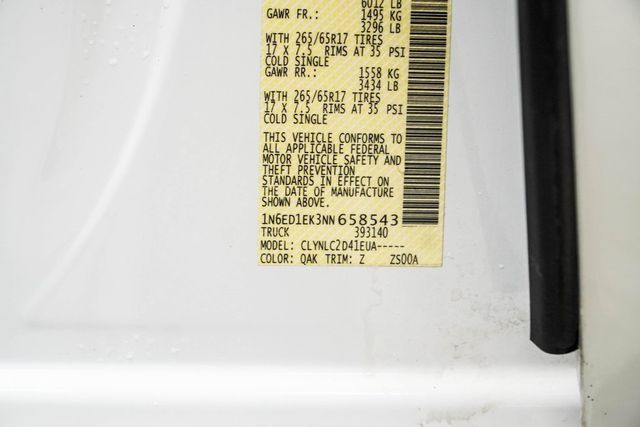 6012 LB
GAWR FR.: 1495 KG
3296 LB
WITH 265/65R17 TIRES
17 X 7.5 RIMS AT 35 PSI
COLD SINGLE
GAWR RR.: 1558 KG
3434 LB
WITH 265/65R17 TIRES
17 X 7.5 RIMS AT 35 PSI
COLD SINGLE
THIS VEHICLE CONFORMS TO
ALL APPLICABLE FEDERAL
MOTOR VEHICLE SAFETY AND
THEFT PREVENTION
STANDARDS IN EFFECT ON
THE DATE OF MANUFACTURE
SHOWN ABOVE.
1N6ED1EK3NN658543
TRUCK 393140
MODEL: CLYNLC2D41EUA-----
COLOR: QAK TRIM: Z ZS00A